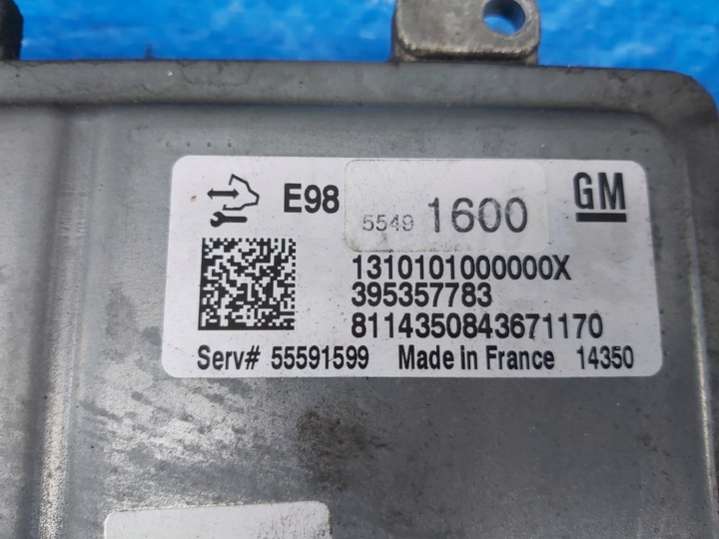 E98 5549 1600 GM
1310101000000X
395357783
8114350843671170
Serv# 55591599 Made in France 14350